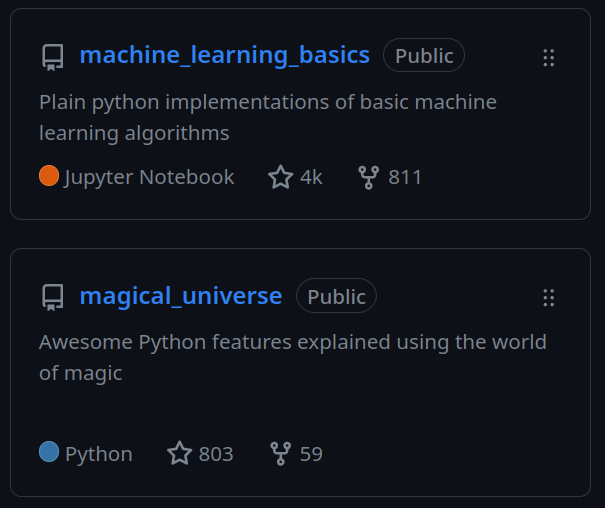 machine_learning_basics Public
Plain python implementations of basic machine
learning algorithms
Jupyter Notebook 4k 811
magical_universe Public
Awesome Python features explained using the world
of magic
Python 803 59